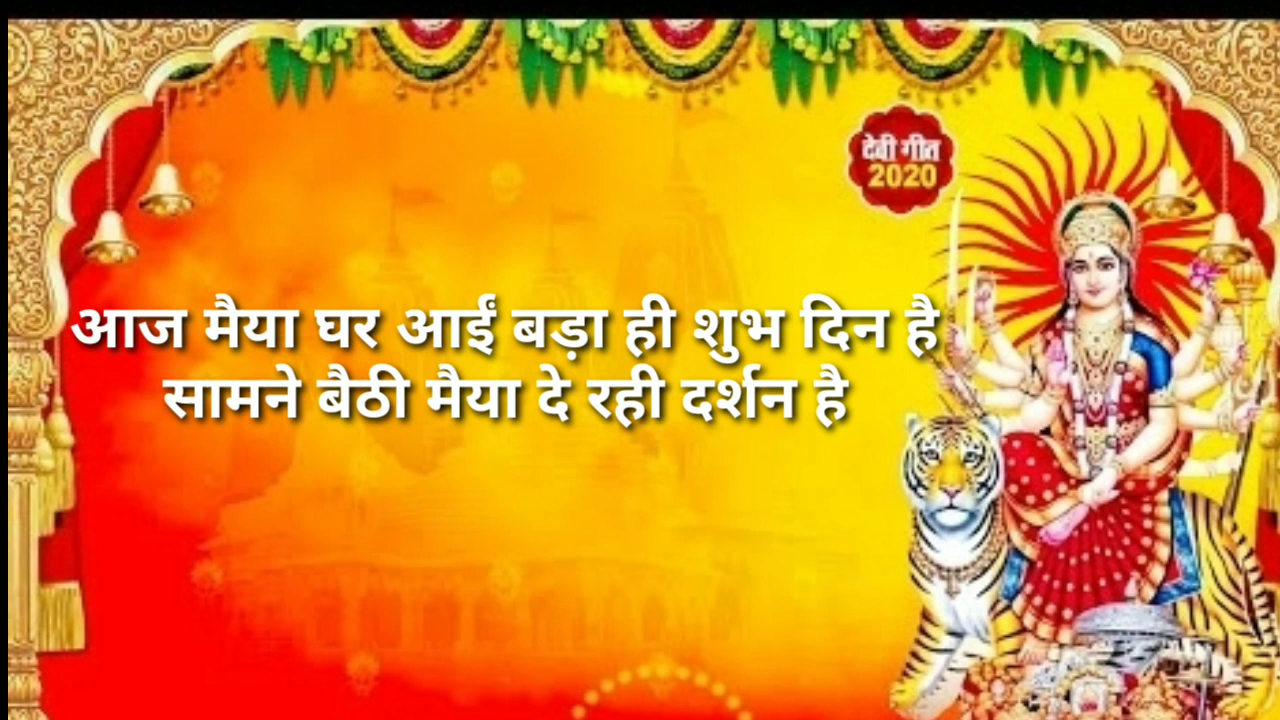 देवी गीत
2020
आज मैया घर आईं बड़ा ही शुभ दिन है
सामने बैठी मैया दे रही दर्शन है